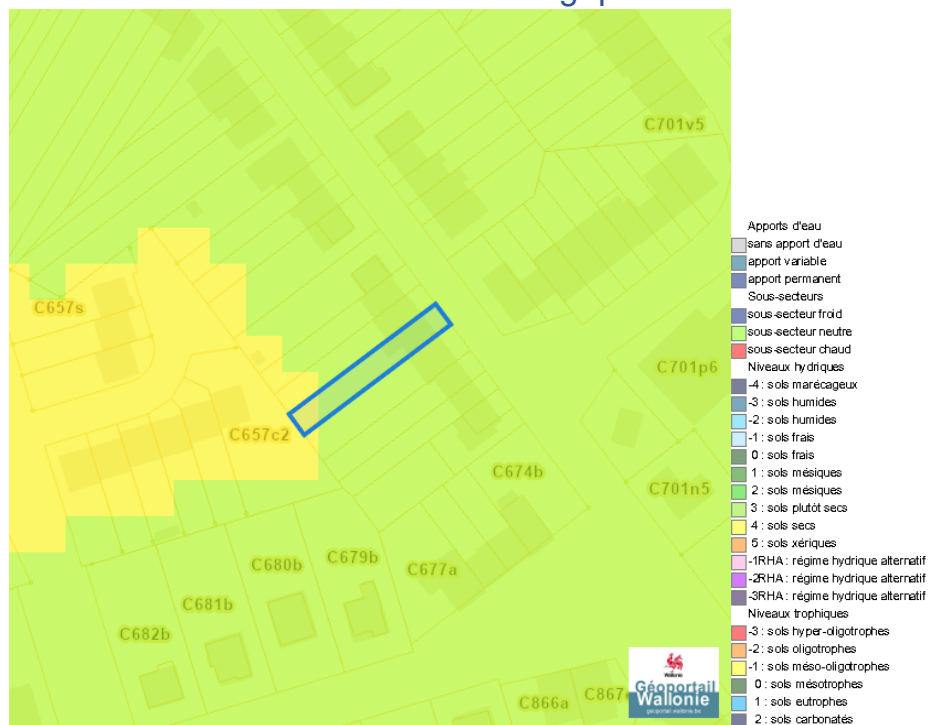 C701v5
C657s
C701p6
C657c2
C674b
C701n5
C680b
C679b
C677a
C681b
C682b
C866a
Wallonie
Géoportail
Wallonie
geoportail.wallonie.be
Apports d'eau
sans apport d'eau
apport variable
apport permanent
Sous-secteurs
sous-secteur froid
sous-secteur neutre
sous-secteur chaud
Niveaux hydriques
-4 : sols marécageux
-3 : sols humides
-2 : sols humides
-1 : sols frais
0 : sols frais
1 : sols mésiques
2 : sols mésiques
3 : sols plutôt secs
4 : sols secs
5 : sols xériques
-1RHA : régime hydrique alternatif
-2RHA : régime hydrique alternatif
-3RHA : régime hydrique alternatif
Niveaux trophiques
-3 : sols hyper-oligotrophes
-2 : sols oligotrophes
-1 : sols méso-oligotrophes
0 : sols mésotrophes
1 : sols eutrophes
2 : sols carbonatés